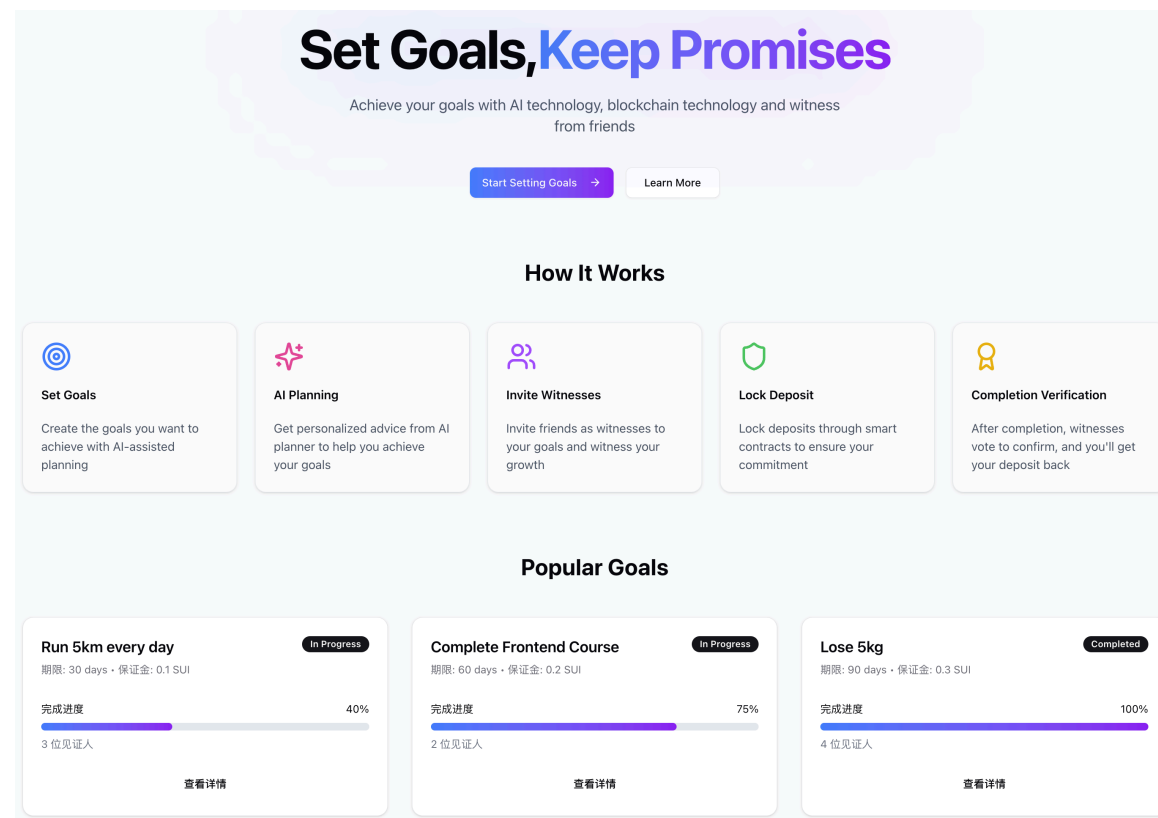 Set Goals,Keep Promises
Achieve your goals with AI technology, blockchain technology and witness
from friends
Start Setting Goals →
Learn More
How It Works
Set Goals
Create the goals you want to
achieve with AI-assisted
planning
AI Planning
Get personalized advice from AI
planner to help you achieve
your goals
Invite Witnesses
Invite friends as witnesses to
your goals and witness your
growth
Lock Deposit
Lock deposits through smart
contracts to ensure your
commitment
Completion Verification
After completion, witnesses
vote to confirm, and you'll get
your deposit back
Popular Goals
Run 5km every day
In Progress
期限: 30 days • 保证金: 0.1 SUI
完成进度
40%
3 位见证人
查看详情
Complete Frontend Course
In Progress
期限: 60 days • 保证金: 0.2 SUI
完成进度
75%
2 位见证人
查看详情
Lose 5kg
Completed
期限: 90 days • 保证金: 0.3 SUI
完成进度
100%
4 位见证人
查看详情